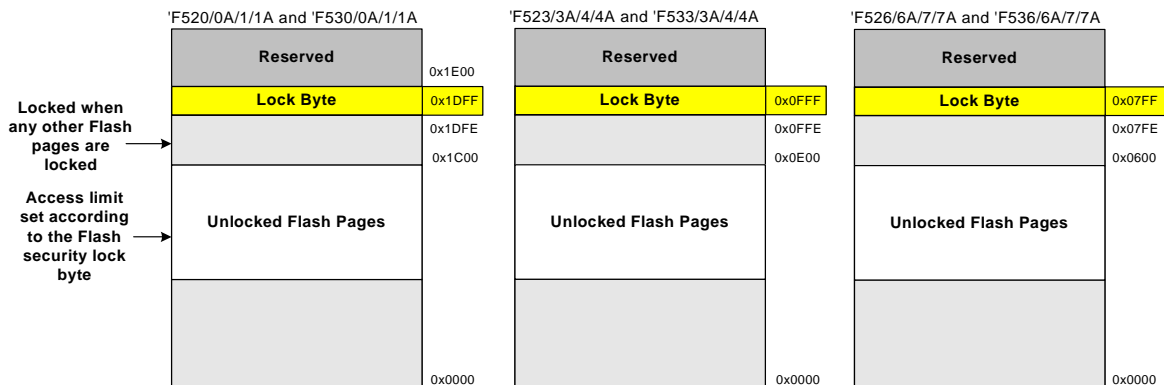 'F520/0A/1/1A and 'F530/0A/1/1A
Reserved
0x1E00
Lock Byte
0x1DFF
0x1DFE
0x1C00
Unlocked Flash Pages
0x0000
Locked when
any other Flash
pages are
locked
Access limit
set according
to the Flash
security lock
byte
'F523/3A/4/4A and 'F533/3A/4/4A
Reserved
Lock Byte
0x0FFF
0x0FFE
0x0E00
Unlocked Flash Pages
0x0000
'F526/6A/7/7A and 'F536/6A/7/7A
Reserved
Lock Byte
0x07FF
0x07FE
0x0600
Unlocked Flash Pages
0x0000